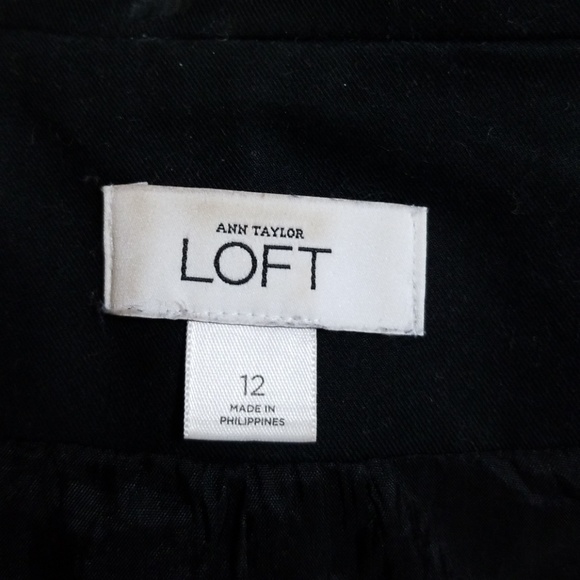 ANN TAYLOR
LOFT
12
MADE IN
PHILIPPINES